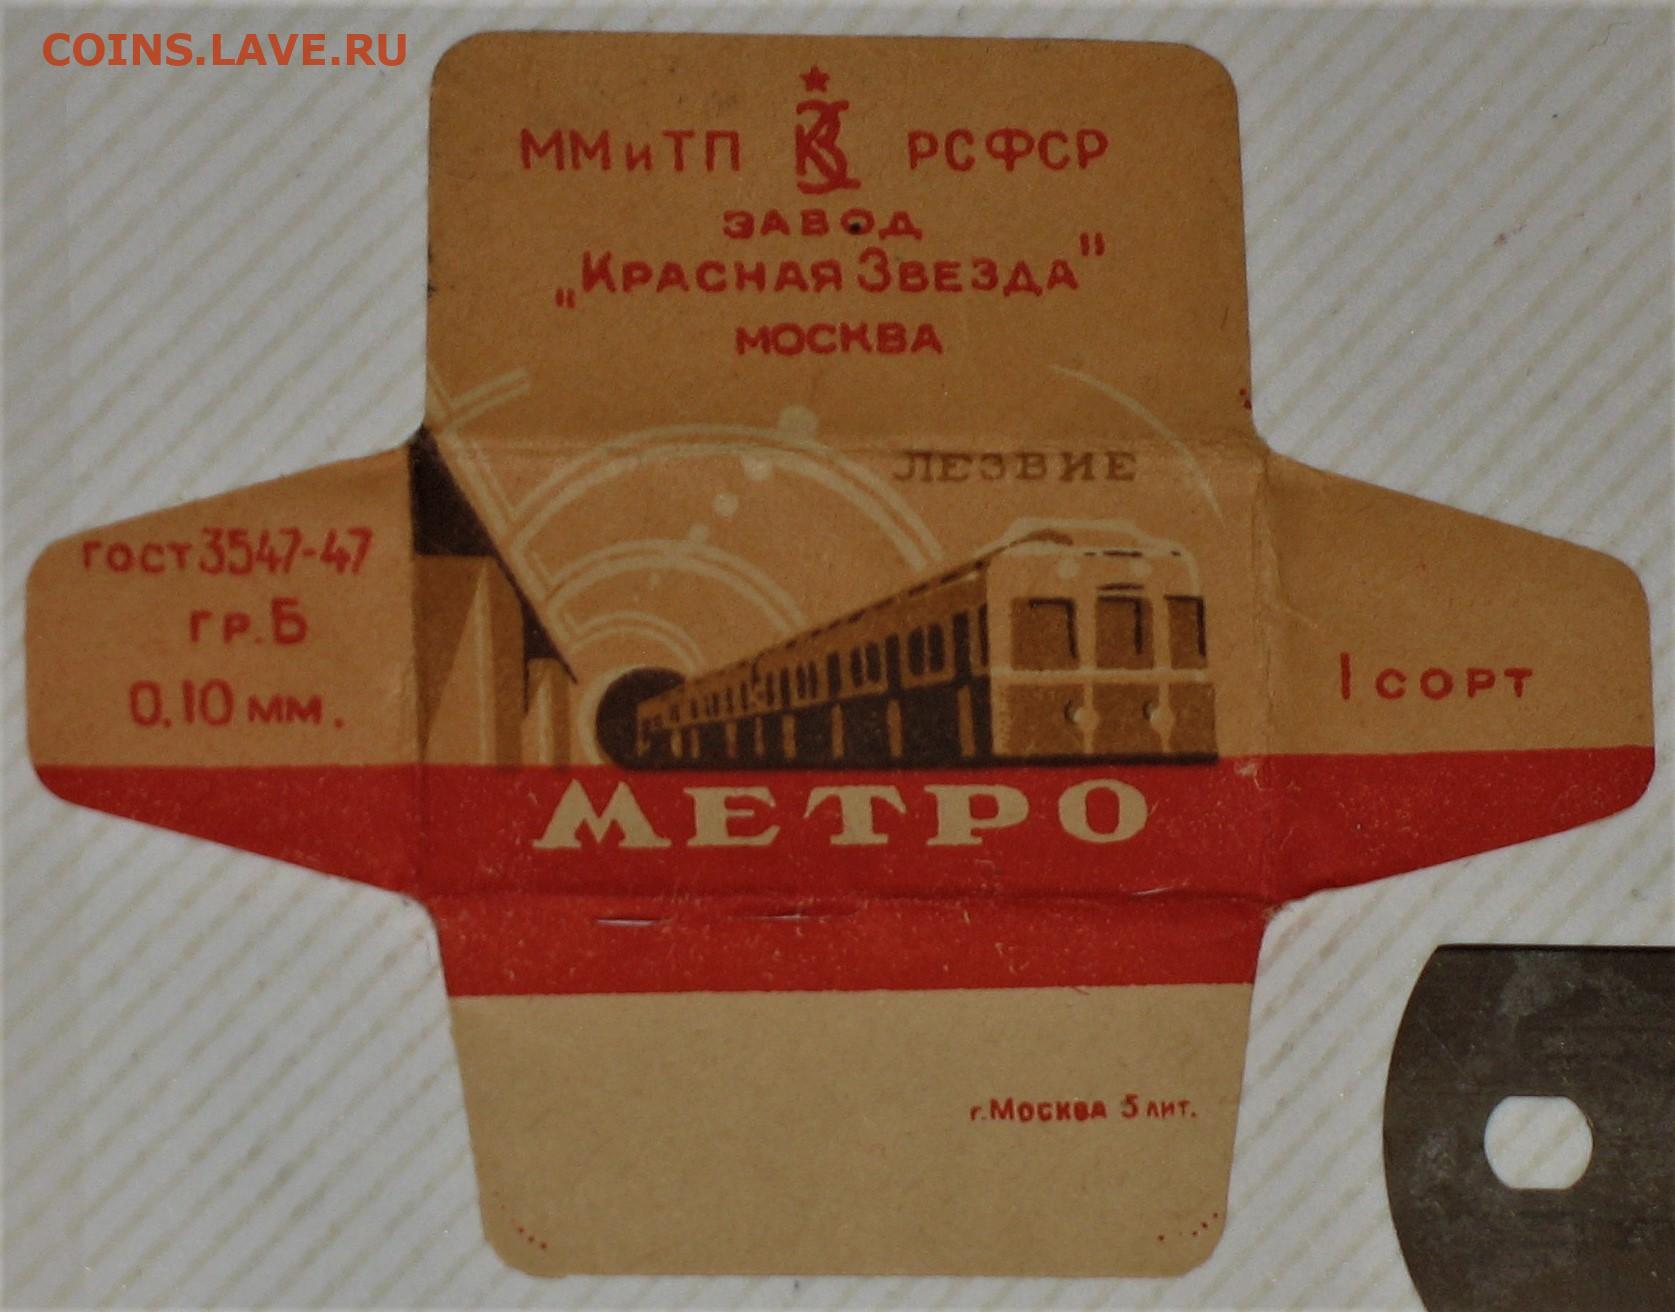 COINS.LAVE.RU
ММиТП КЗ РСФСР
ЗАВОД
„КРАСНАЯ ЗВЕЗДА"
МОСКВА
ЛЕЗВИЕ
ГОСТ 3547-47
ГР. Б
0,10 ММ.
I СОРТ
МЕТРО
г. МОСКВА 5 ЛИТ.